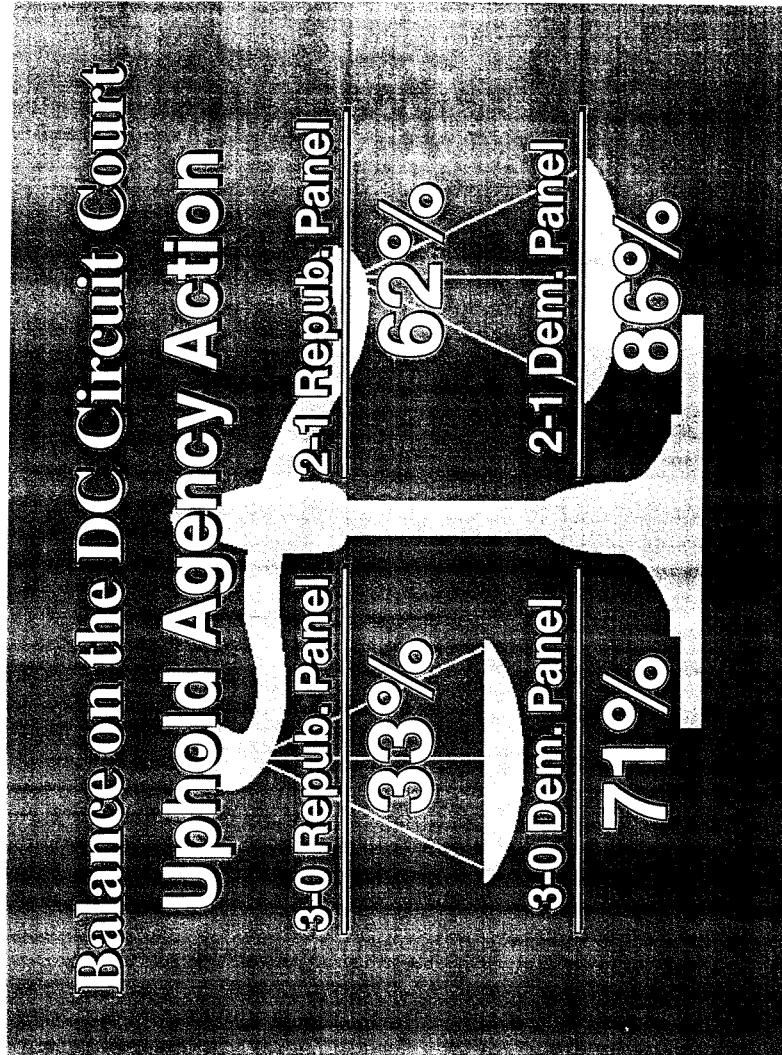 Balance on the DC Circuit Court
Uphold Agency Action
3-0 Repub. Panel
33%
2-1 Repub. Panel
62%
3-0 Dem. Panel
71%
2-1 Dem. Panel
86%